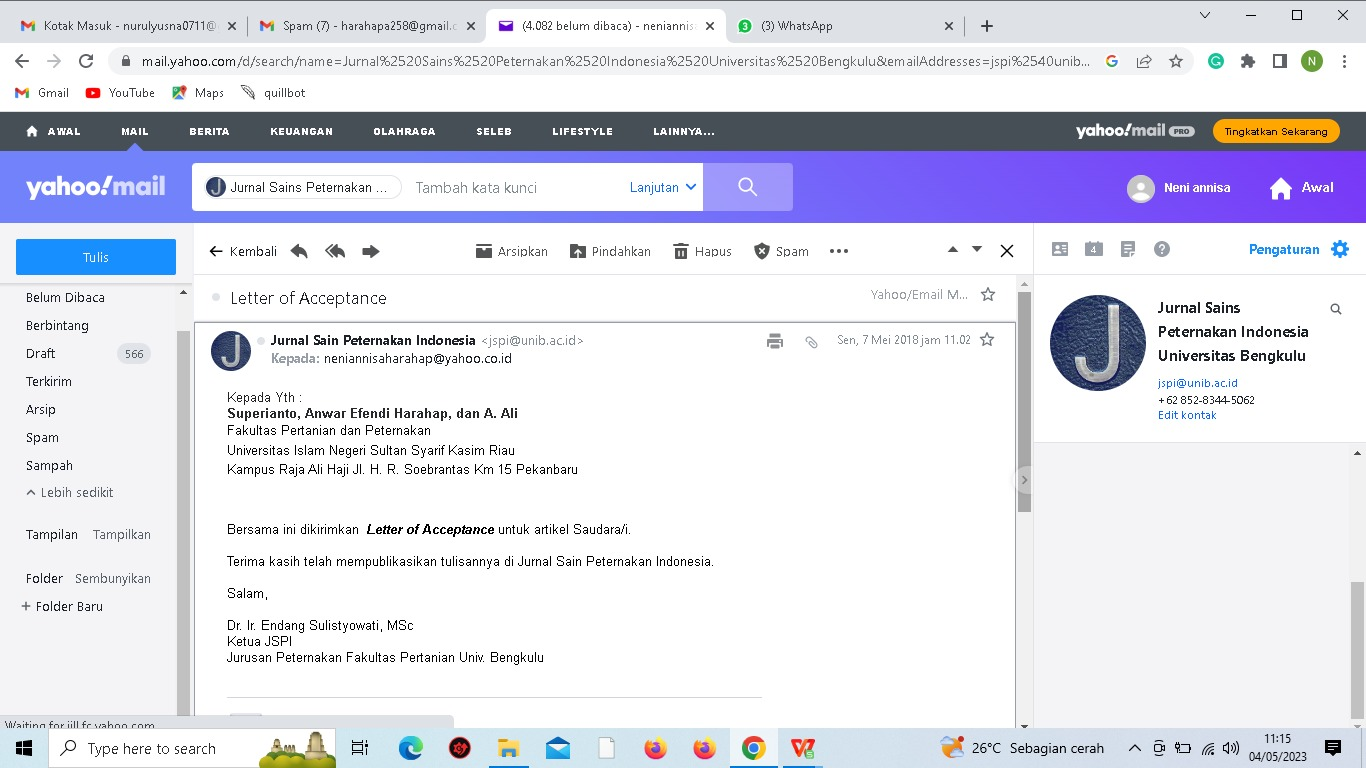 Kotak Masuk - nurulyusna0711@
Spam (7) - harahapa258@gmail.c
(4.082 belum dibaca) - neniannis
(3) WhatsApp
mail.yahoo.com/d/search/name=Jurnal%2520Sains%2520Peternakan%2520Indonesia%2520Universitas%2520Bengkulu&emailAddresses=jspi%2540unib...
N
Gmail
YouTube
Maps
quillbot
AWAL
MAIL
BERITA
KEUANGAN
OLAHRAGA
SELEB
LIFESTYLE
LAINNYA...
yahoo!mail PRO
Tingkatkan Sekarang
yahoo!mail
J Jurnal Sains Peternakan ...
Tambah kata kunci
Lanjutan
Neni annisa
Awal
Tulis
Kembali
Arsipkan
Pindahkan
Hapus
Spam
4
Pengaturan
Belum Dibaca
Berbintang
Draft 566
Terkirim
Arsip
Spam
Sampah
Lebih sedikit
Tampilan Tampilkan
Folder Sembunyikan
+ Folder Baru
Letter of Acceptance
Yahoo/Email M...
J
Jurnal Sain Peternakan Indonesia <jspi@unib.ac.id>
Sen, 7 Mei 2018 jam 11.02
Kepada: neniannisaharahap@yahoo.co.id
Kepada Yth :
Superianto, Anwar Efendi Harahap, dan A. Ali
Fakultas Pertanian dan Peternakan
Universitas Islam Negeri Sultan Syarif Kasim Riau
Kampus Raja Ali Haji Jl. H. R. Soebrantas Km 15 Pekanbaru
Bersama ini dikirimkan Letter of Acceptance untuk artikel Saudara/i.
Terima kasih telah mempublikasikan tulisannya di Jurnal Sain Peternakan Indonesia.
Salam,
Dr. Ir. Endang Sulistyowati, MSc
Ketua JSPI
Jurusan Peternakan Fakultas Pertanian Univ. Bengkulu
J
Jurnal Sains
Peternakan Indonesia
Universitas Bengkulu
jspi@unib.ac.id
+62 852-8344-5062
Edit kontak
Waiting for jill.fc.yahoo.com
Type here to search
26°C Sebagian cerah
11:15
04/05/2023